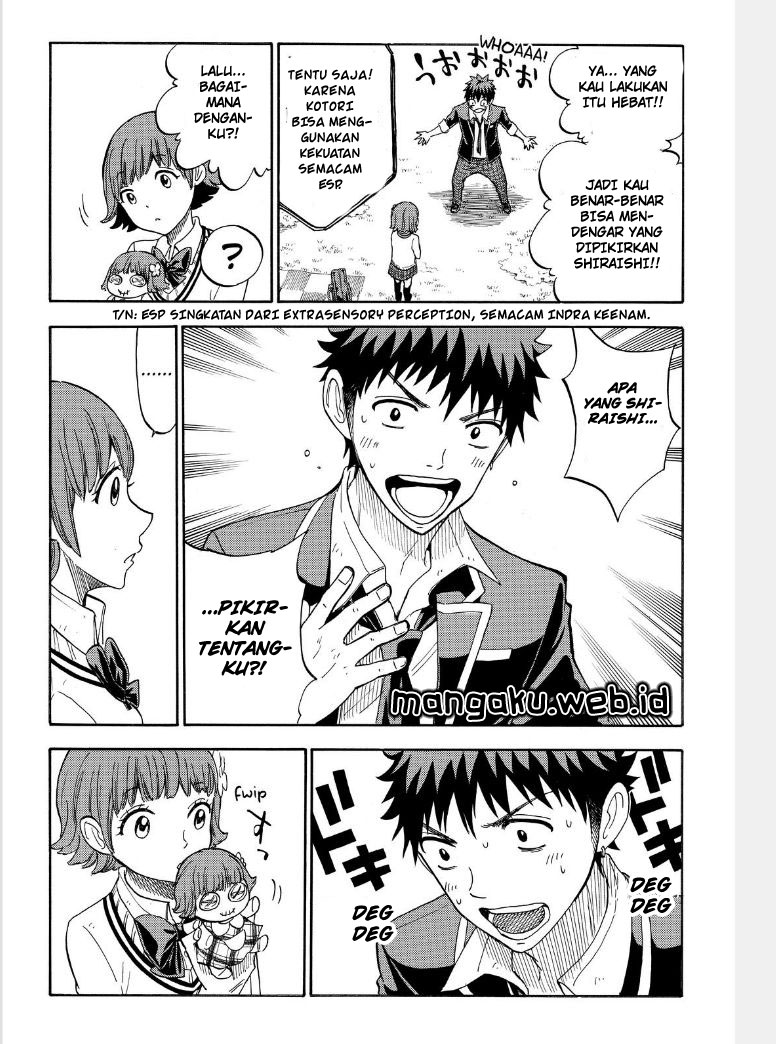 WHOAAA!
うおおおお
YA... YANG
KAU LAKUKAN
ITU HEBAT!!
JADI KAU
BENAR-BENAR
BISA MEN-
DENGAR YANG
DIPIKIRKAN
SHIRAISHI!!
TENTU SAJA!
KARENA
KOTORI
BISA MENG-
GUNAKAN
KEKUATAN
SEMACAM
ESP.
LALU...
BAGAI-
MANA
DENGAN-
KU?!
?
T/N: ESP SINGKATAN DARI EXTRASENSORY PERCEPTION, SEMACAM INDRA KEENAM.
APA
YANG SHI-
RAISHI...
...PIKIR-
KAN
TENTANG-
KU?!
.......
mangaku.web.id
ドキ
ドキ
DEG
DEG
DEG
DEG
fwip
すっ